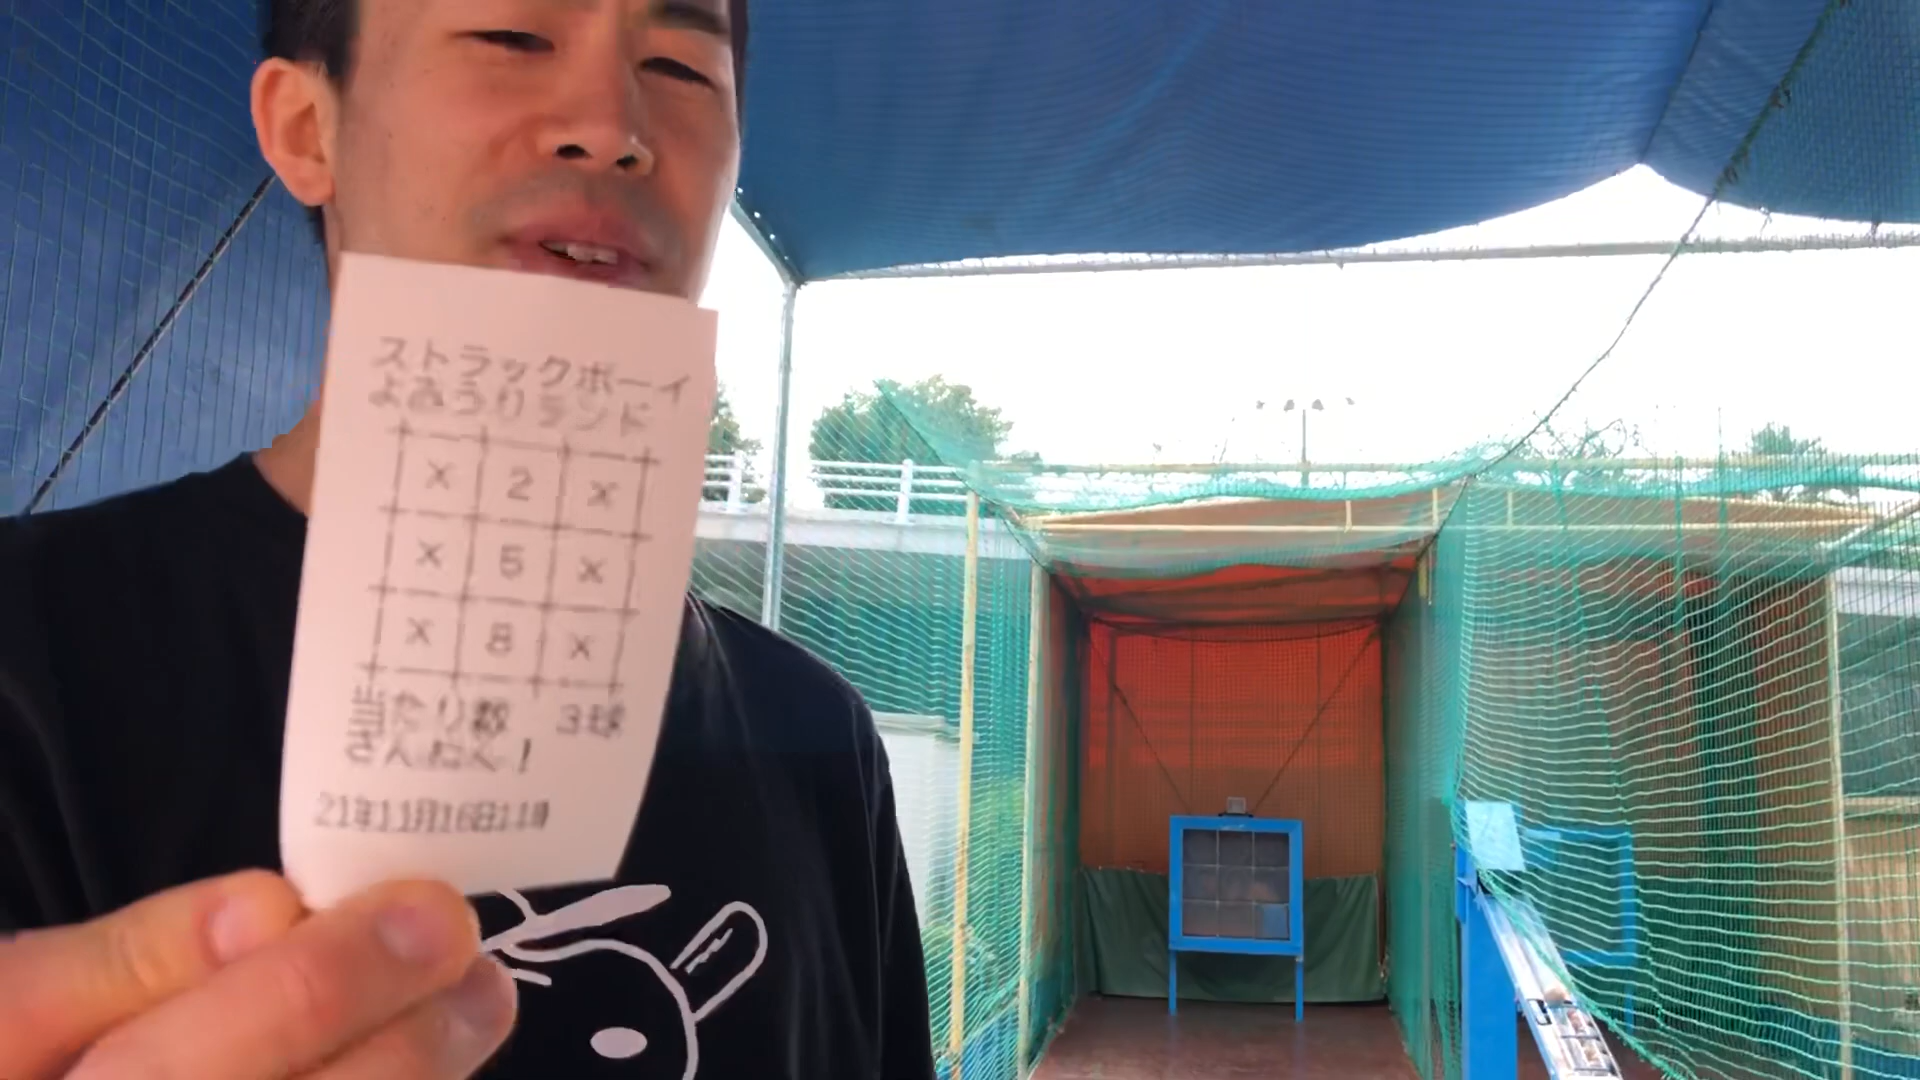 ストラックボーイ
よみうりランド
× 2 ×
× 5 ×
× 8 ×
当たり数 3球
ざんねん!
21年11月16日11時